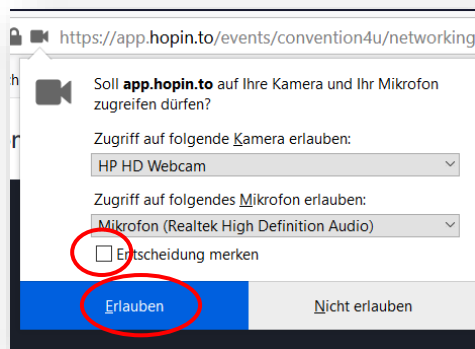 https://app.hopin.to/events/convention4u/networking
Soll app.hopin.to auf Ihre Kamera und Ihr Mikrofon
zugreifen dürfen?
Zugriff auf folgende Kamera erlauben:
HP HD Webcam
Zugriff auf folgendes Mikrofon erlauben:
Mikrofon (Realtek High Definition Audio)
Entscheidung merken
Erlauben
Nicht erlauben